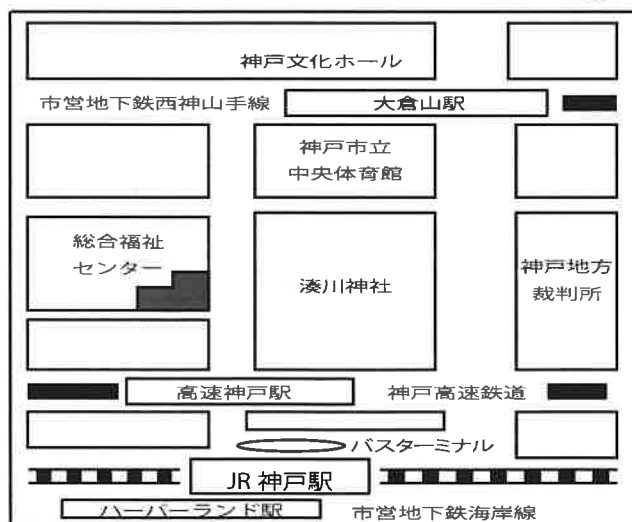 神戸文化ホール
市営地下鉄西神山手線
大倉山駅
神戸市立
中央体育館
総合福祉
センター
湊川神社
神戸地方
裁判所
高速神戸駅
神戸高速鉄道
バスターミナル
JR 神戸駅
ハーバーランド駅
市営地下鉄海岸線